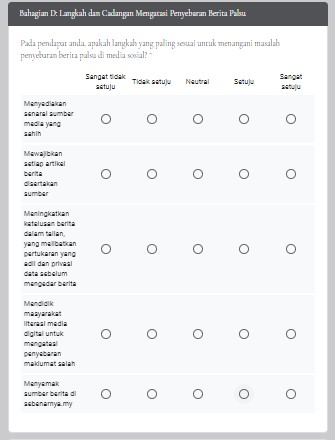 Bahagian D: Langkah dan Cadangan Mengatasi Penyebaran Berita Palsu
Pada pendapat anda, apakah langkah yang paling sesuai untuk menangani masalah
penyebaran berita palsu di media sosial? *
Sangat tidak setuju
Tidak setuju
Neutral
Setuju
Sangat setuju
Menyediakan
senarai sumber
media yang
sahih
Mewajibkan
setiap artikel
berita
disertakan
sumber
Meningkatkan
ketelusan berita
dalam talian,
yang melibatkan
pertukaran yang
adil dan privasi
data sebelum
mengedar berita
Mendidik
masyarakat
literasi media
digital untuk
mengatasi
penyebaran
maklumat salah
Menyemak
sumber berita di
sebenarnya.my